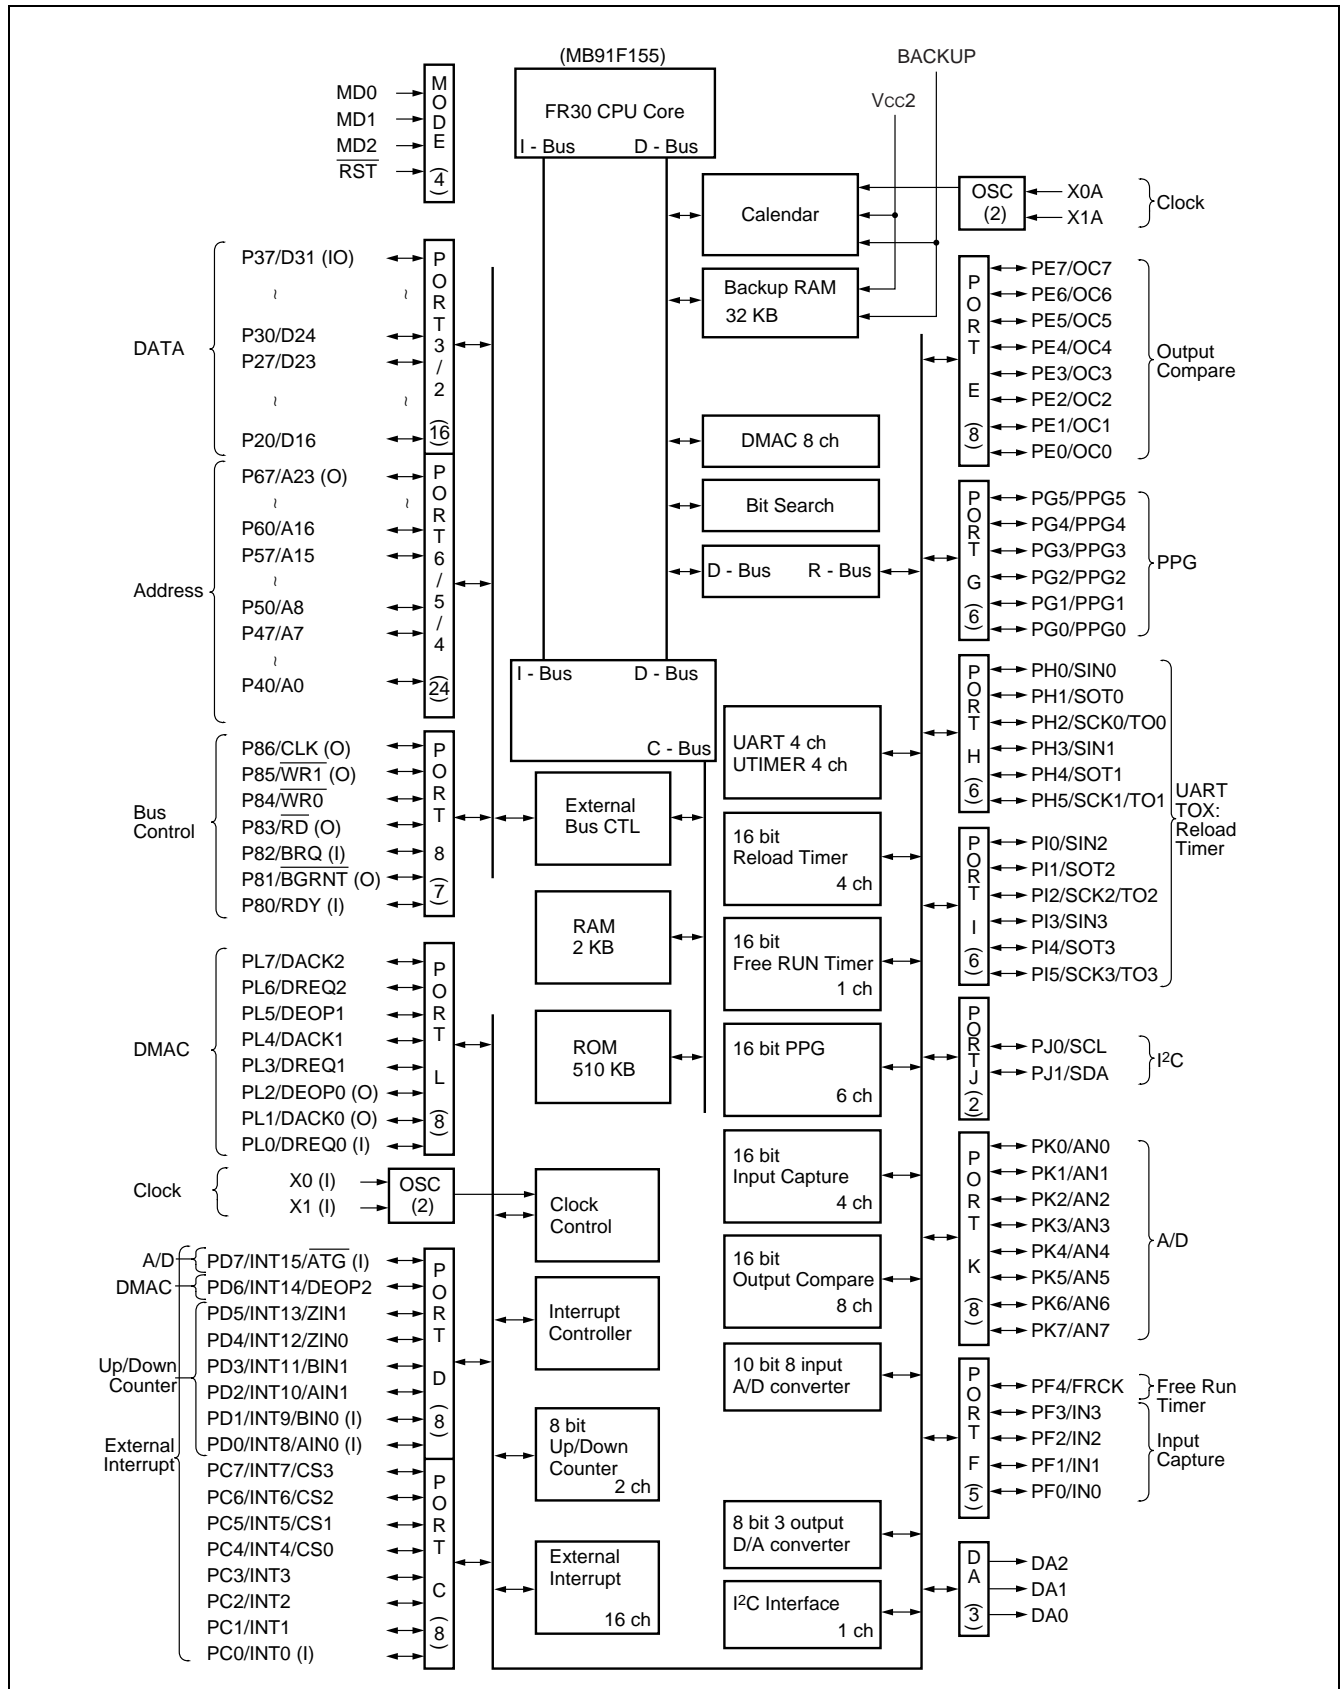 (MB91F155)
BACKUP
VCC2
MD0
MD1
MD2
RST
MODE (4)
FR30 CPU Core
I - Bus D - Bus
Calendar
OSC
(2)
X0A
X1A
Clock
Backup RAM
32 KB
DATA
P37/D31 (IO)
~ ~
P30/D24
P27/D23
~ ~
P20/D16
PORT3/2 (16)
Address
P67/A23 (O)
~ ~
P60/A16
P57/A15
~
P50/A8
P47/A7
~
P40/A0
PORT6/5/4 (24)
PORT E (8)
PE7/OC7
PE6/OC6
PE5/OC5
PE4/OC4
PE3/OC3
PE2/OC2
PE1/OC1
PE0/OC0
Output
Compare
DMAC 8 ch
Bit Search
D - Bus R - Bus
PORT G (6)
PG5/PPG5
PG4/PPG4
PG3/PPG3
PG2/PPG2
PG1/PPG1
PG0/PPG0
PPG
I - Bus D - Bus
C - Bus
Bus
Control
P86/CLK (O)
P85/WR1 (O)
P84/WR0
P83/RD (O)
P82/BRQ (I)
P81/BGRNT (O)
P80/RDY (I)
PORT 8 (7)
External
Bus CTL
RAM
2 KB
ROM
510 KB
UART 4 ch
UTIMER 4 ch
16 bit
Reload Timer
4 ch
16 bit
Free RUN Timer
1 ch
16 bit PPG
6 ch
16 bit
Input Capture
4 ch
16 bit
Output Compare
8 ch
10 bit 8 input
A/D converter
8 bit 3 output
D/A converter
I2C Interface
1 ch
PORT H (6)
PH0/SIN0
PH1/SOT0
PH2/SCK0/TO0
PH3/SIN1
PH4/SOT1
PH5/SCK1/TO1
UART
TOX:
Reload
Timer
PORT I (6)
PI0/SIN2
PI1/SOT2
PI2/SCK2/TO2
PI3/SIN3
PI4/SOT3
PI5/SCK3/TO3
PORTJ (2)
PJ0/SCL
PJ1/SDA
I2C
PORT K (8)
PK0/AN0
PK1/AN1
PK2/AN2
PK3/AN3
PK4/AN4
PK5/AN5
PK6/AN6
PK7/AN7
A/D
PORT F (5)
PF4/FRCK
PF3/IN3
PF2/IN2
PF1/IN1
PF0/IN0
Free Run
Timer
Input
Capture
DA (3)
DA2
DA1
DA0
DMAC
PL7/DACK2
PL6/DREQ2
PL5/DEOP1
PL4/DACK1
PL3/DREQ1
PL2/DEOP0 (O)
PL1/DACK0 (O)
PL0/DREQ0 (I)
PORT L (8)
Clock
X0 (I)
X1 (I)
OSC
(2)
Clock
Control
Interrupt
Controller
8 bit
Up/Down
Counter
2 ch
External
Interrupt
16 ch
A/D
DMAC
Up/Down
Counter
External
Interrupt
PD7/INT15/ATG (I)
PD6/INT14/DEOP2
PD5/INT13/ZIN1
PD4/INT12/ZIN0
PD3/INT11/BIN1
PD2/INT10/AIN1
PD1/INT9/BIN0 (I)
PD0/INT8/AIN0 (I)
PORT D (8)
PC7/INT7/CS3
PC6/INT6/CS2
PC5/INT5/CS1
PC4/INT4/CS0
PC3/INT3
PC2/INT2
PC1/INT1
PC0/INT0 (I)
PORT C (8)